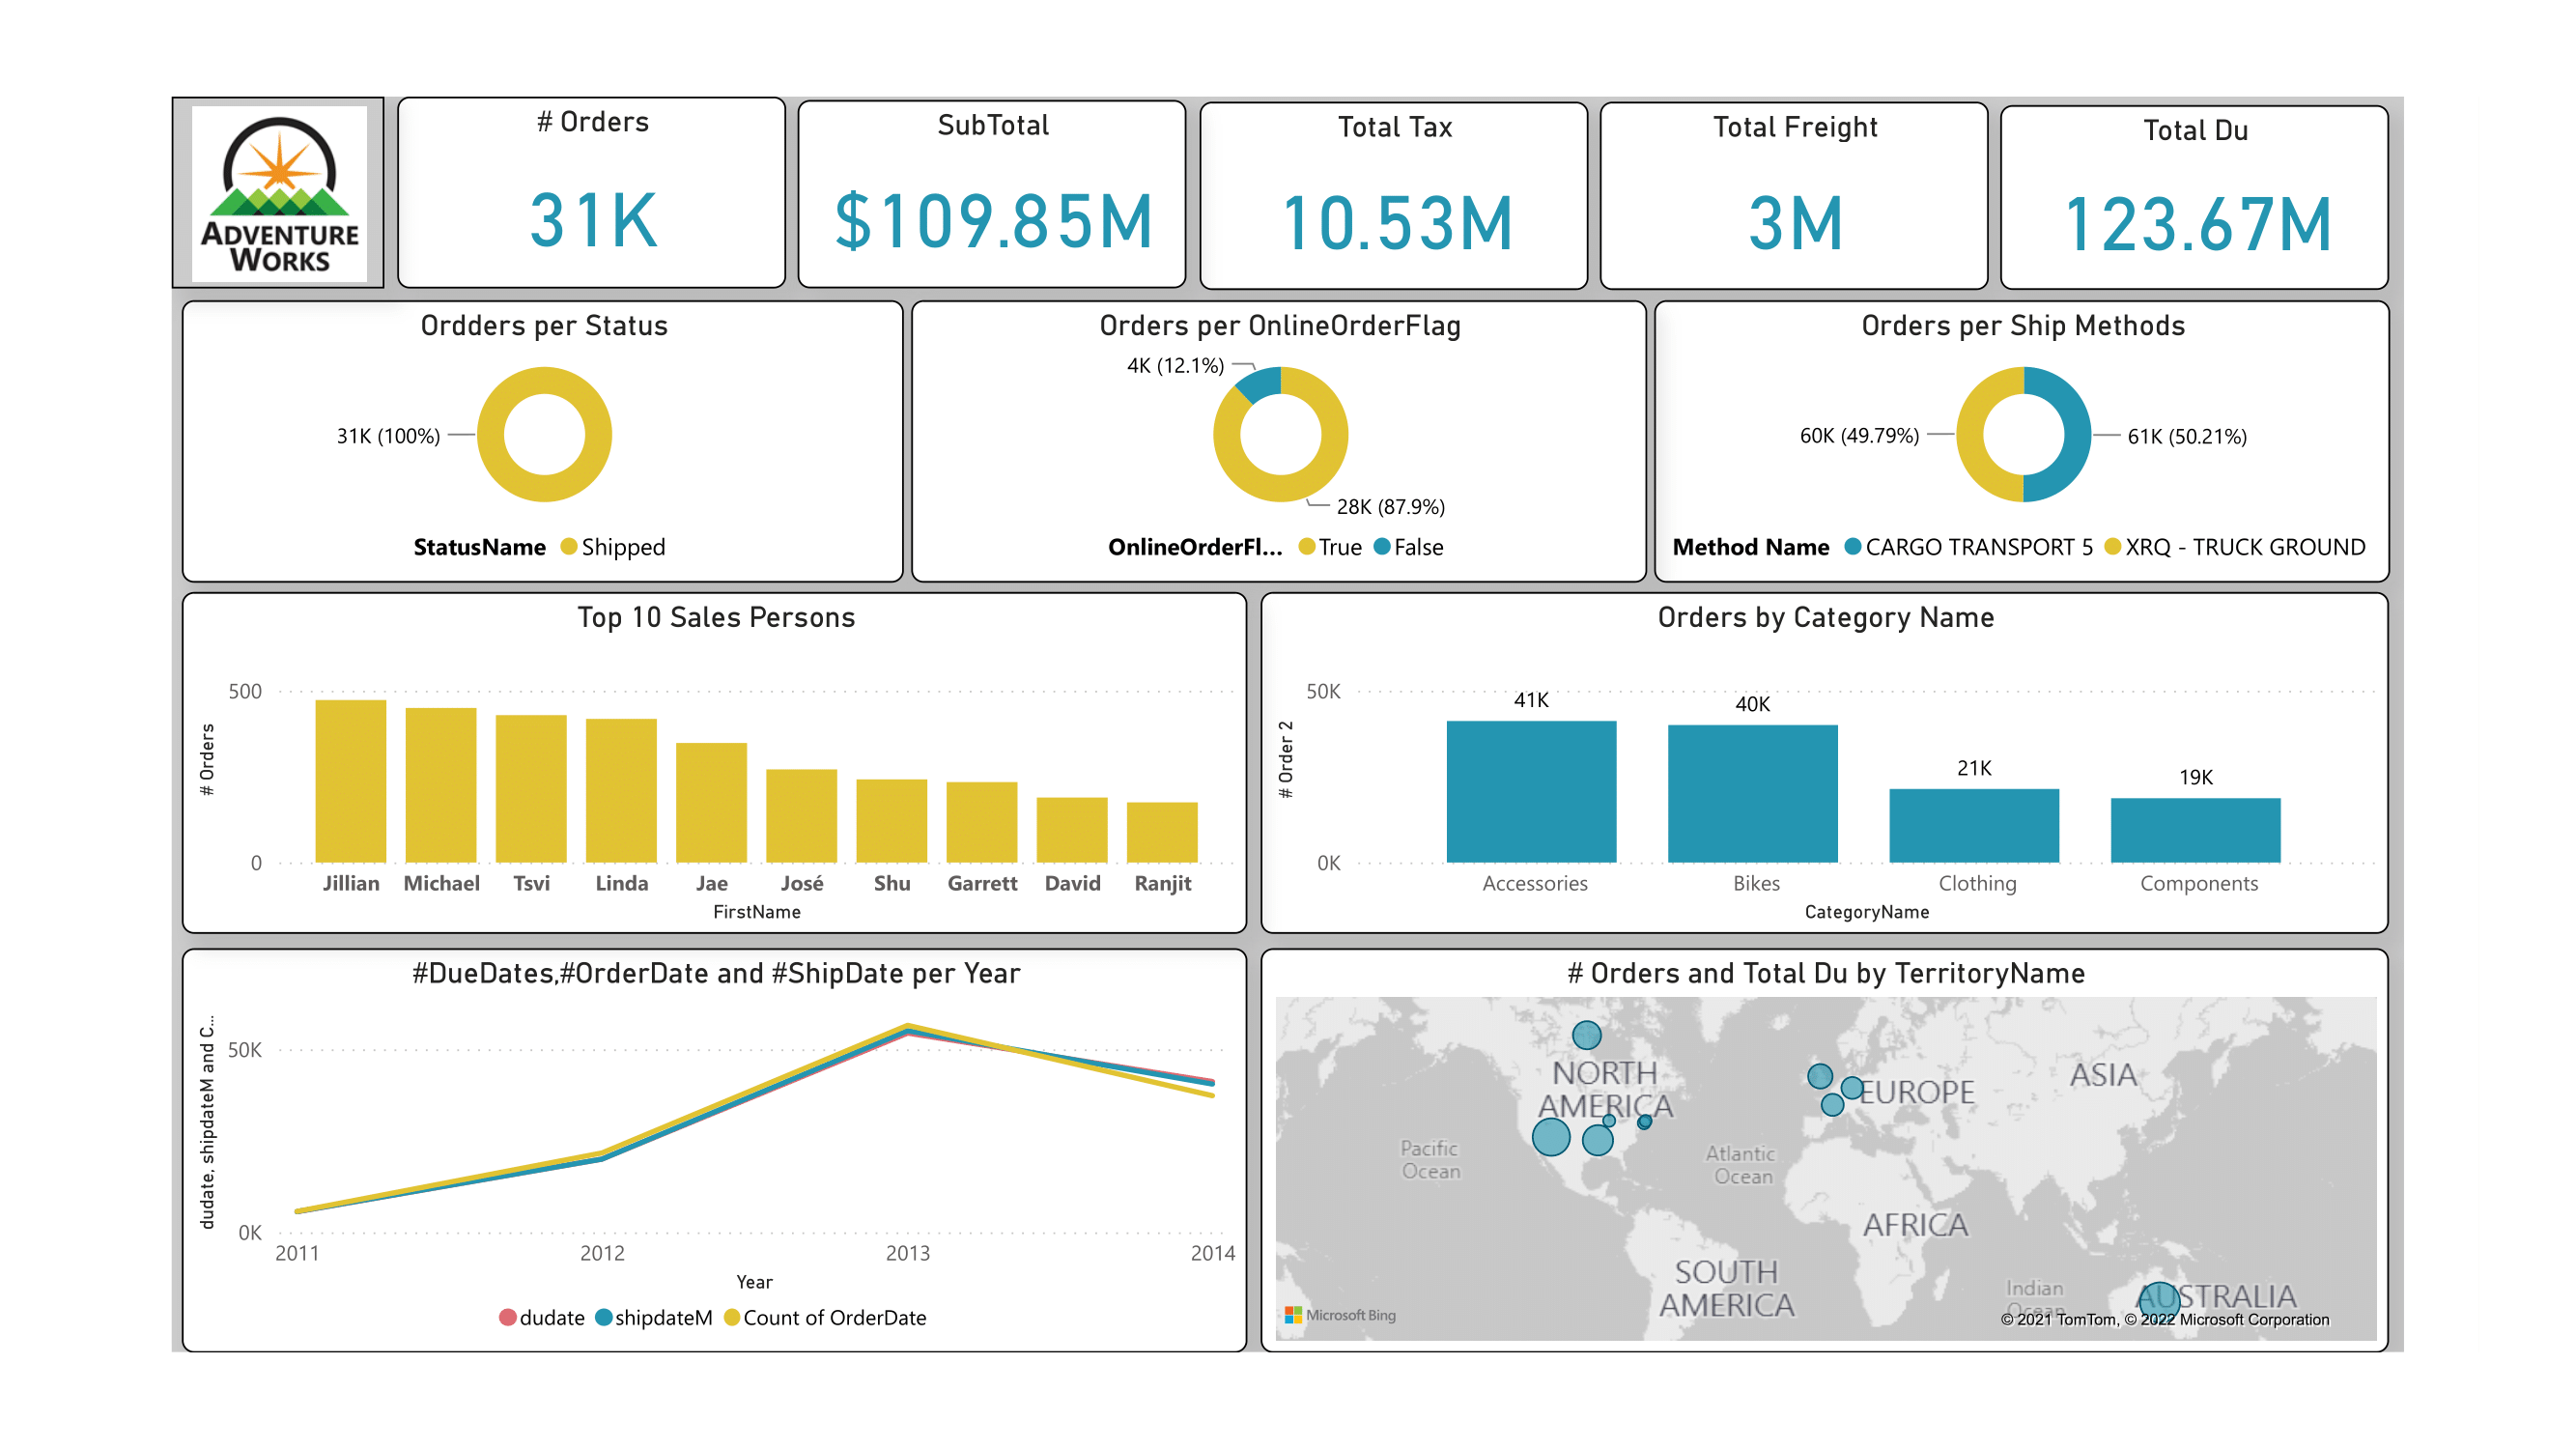 ADVENTURE
WORKS
# Orders
31K
SubTotal
$109.85M
Total Tax
10.53M
Total Freight
3M
Total Du
123.67M
Ordders per Status
31K (100%)
StatusName Shipped
Orders per OnlineOrderFlag
4K (12.1%)
28K (87.9%)
OnlineOrderFl... True False
Orders per Ship Methods
60K (49.79%)
61K (50.21%)
Method Name CARGO TRANSPORT 5 XRQ - TRUCK GROUND
Top 10 Sales Persons
# Orders
500
0
Jillian Michael Tsvi Linda Jae José Shu Garrett David Ranjit
FirstName
Orders by Category Name
# Order 2
50K
0K
41K
40K
21K
19K
Accessories Bikes Clothing Components
CategoryName
#DueDates,#OrderDate and #ShipDate per Year
dudate, shipdateM and C...
50K
0K
2011 2012 2013 2014
Year
dudate shipdateM Count of OrderDate
# Orders and Total Du by TerritoryName
NORTH
AMERICA
EUROPE
ASIA
Pacific
Ocean
Atlantic
Ocean
AFRICA
SOUTH
AMERICA
Indian
Ocean
AUSTRALIA
Microsoft Bing
© 2021 TomTom, © 2022 Microsoft Corporation